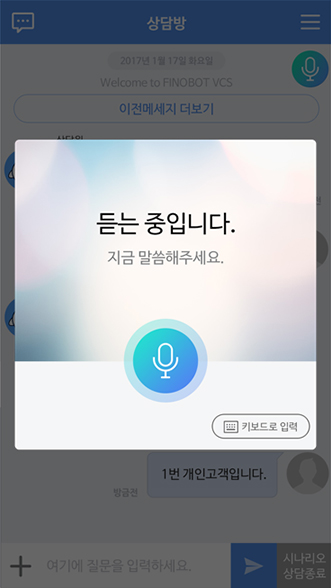 상담방
2017년 1월 17일 화요일
Welcome to FINOBOT VCS
이전메세지 더보기
상담원
듣는 중입니다.
지금 말씀해주세요.
키보드로 입력
1번 개인고객입니다.
방금전
여기에 질문을 입력하세요.
시나리오
상담종료